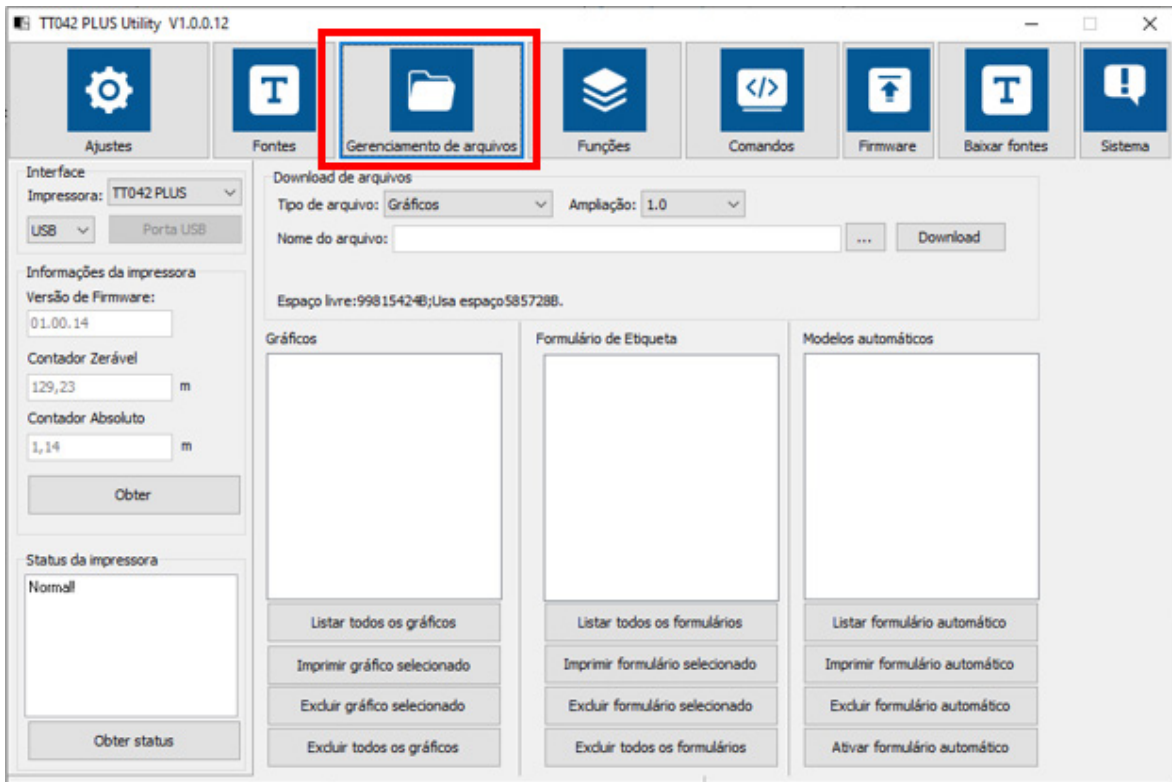 TT042 PLUS Utility V1.0.0.12
Ajustes
Fontes
Gerenciamento de arquivos
Funções
Comandos
Firmware
Baixar fontes
Sistema
Interface
Impressora: TT042 PLUS
USB
Porta USB
Informações da impressora
Versão de Firmware:
01.00.14
Contador Zerável
129,23 m
Contador Absoluto
1,14 m
Obter
Status da impressora
Normal!
Obter status
Download de arquivos
Tipo de arquivo: Gráficos
Ampliação: 1.0
Nome do arquivo:
...
Download
Espaço livre:99815424B;Usa espaço585728B.
Gráficos
Listar todos os gráficos
Imprimir gráfico selecionado
Excluir gráfico selecionado
Excluir todos os gráficos
Formulário de Etiqueta
Listar todos os formulários
Imprimir formulário selecionado
Excluir formulário selecionado
Excluir todos os formulários
Modelos automáticos
Listar formulário automático
Imprimir formulário automático
Excluir formulário automático
Ativar formulário automático